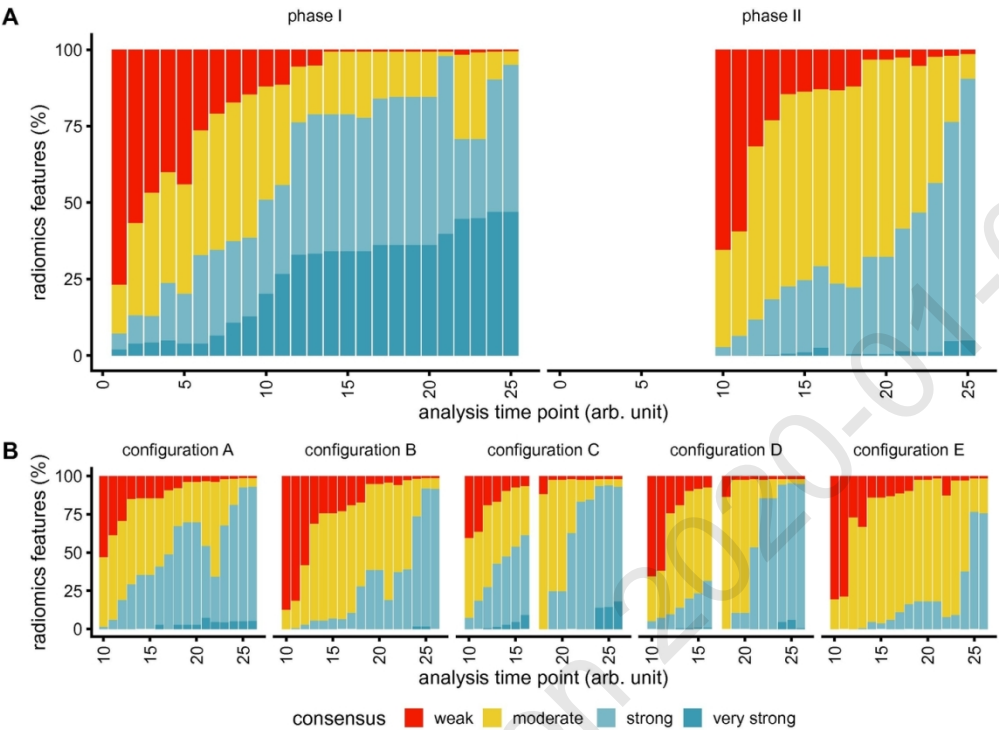 A
phase I
phase II
radiomics features (%)
100
75
50
25
0
0 5 10 15 20 25
0 5 10 15 20 25
analysis time point (arb. unit)
B
configuration A
configuration B
configuration C
configuration D
configuration E
radiomics features (%)
100
75
50
25
0
10 15 20 25
10 15 20 25
10 15 20 25
10 15 20 25
10 15 20 25
analysis time point (arb. unit)
consensus weak moderate strong very strong